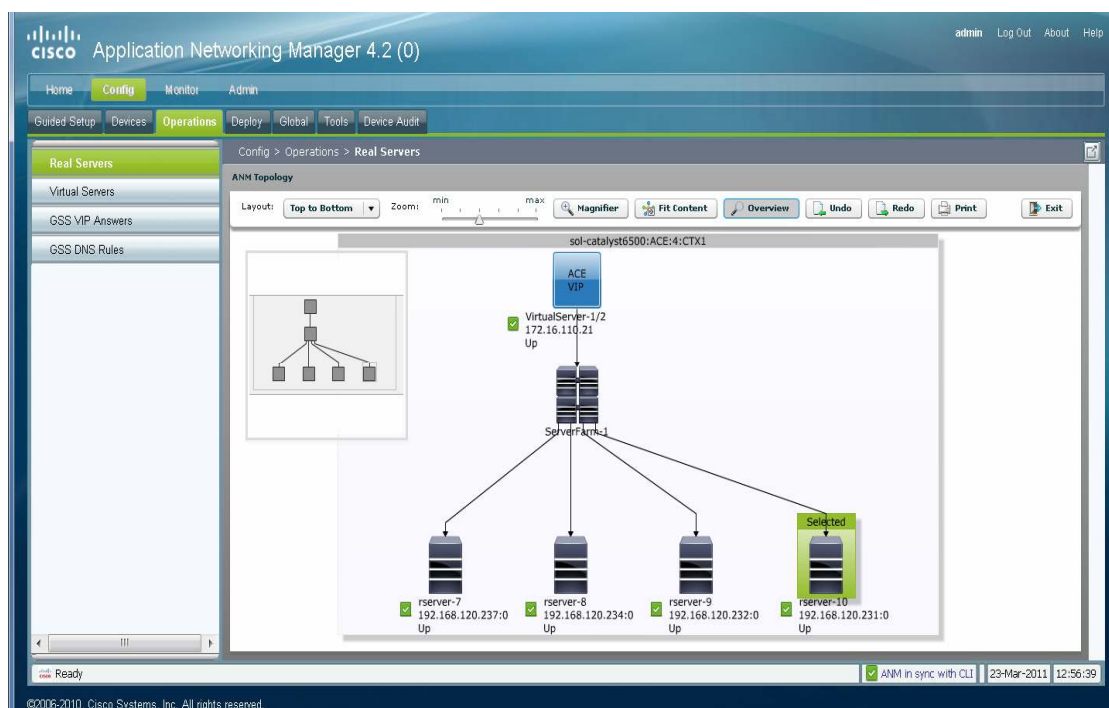 cisco Application Networking Manager 4.2 (0)
admin Log Out About Help
Home Config Monitor Admin
Guided Setup Devices Operations Deploy Global Tools Device Audit
Real Servers
Virtual Servers
GSS VIP Answers
GSS DNS Rules
Config > Operations > Real Servers
ANM Topology
Layout: Top to Bottom Zoom: min max Magnifier Fit Content Overview Undo Redo Print Exit
sol-catalyst6500:ACE:4:CTX1
ACE
VIP
VirtualServer-1/2
172.16.110.21
Up
ServerFarm-1
Selected
rserver-7
192.168.120.237:0
Up
rserver-8
192.168.120.234:0
Up
rserver-9
192.168.120.232:0
Up
rserver-10
192.168.120.231:0
Up
cisco Ready
ANM in sync with CLI 23-Mar-2011 12:56:39
©2006-2010 Cisco Systems, Inc. All rights reserved